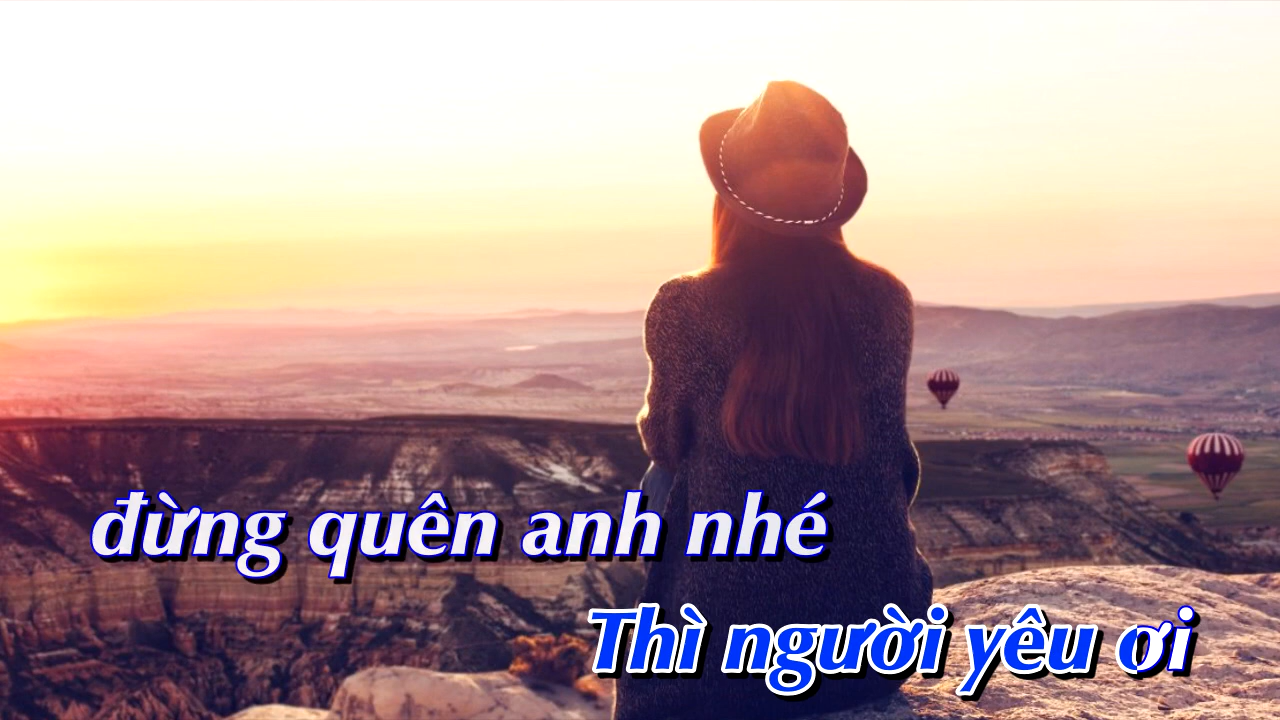 đừng quên anh nhé
Thì người yêu ơi